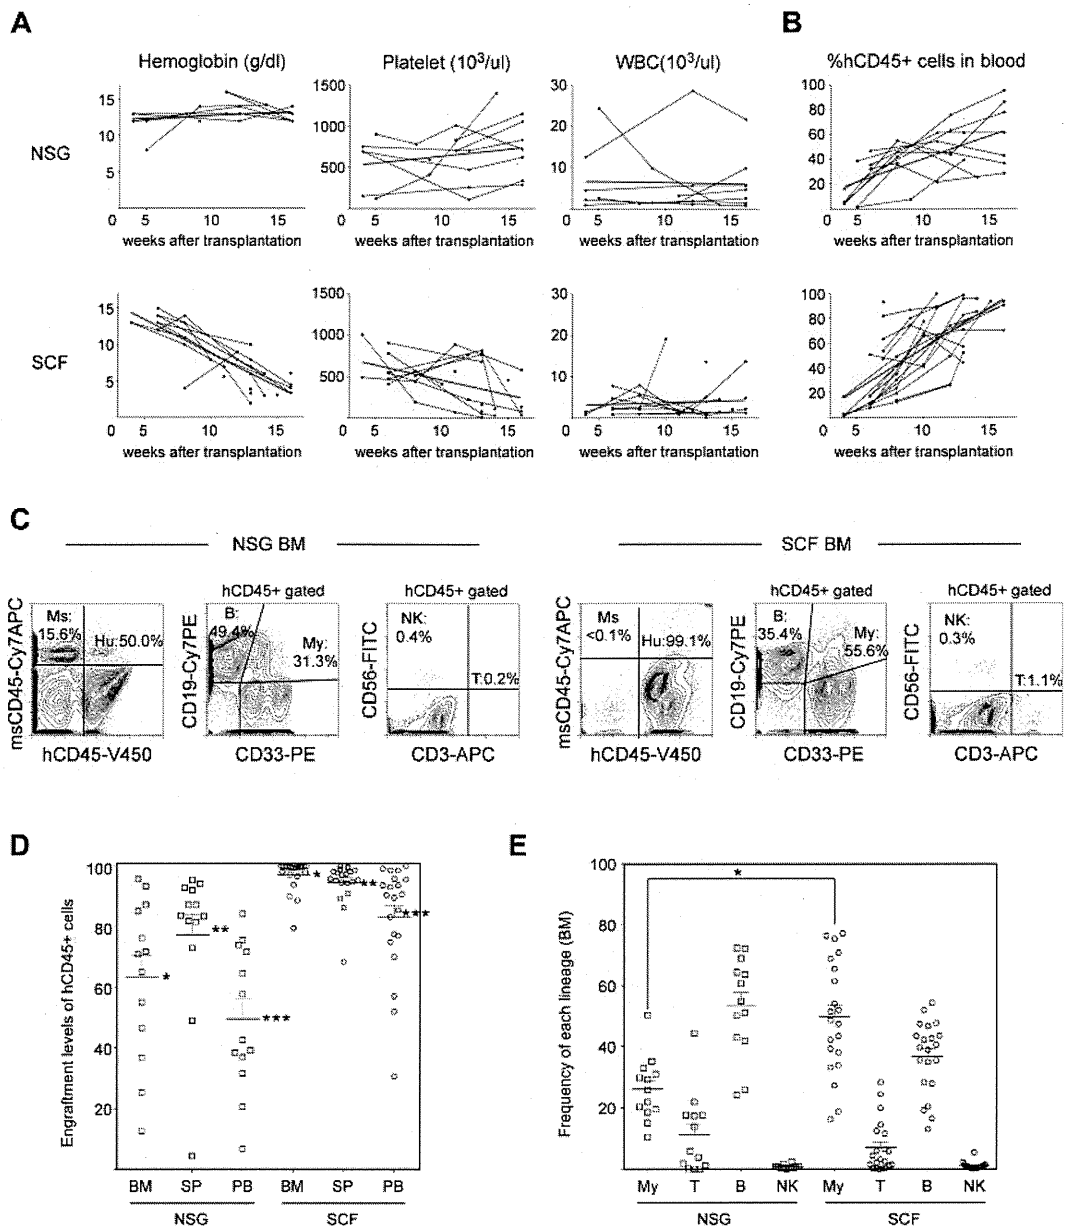 A
B
Hemoglobin (g/dl)
Platelet (10³/ul)
WBC(10³/ul)
%hCD45+ cells in blood
NSG
15
10
5
0 5 10 15
weeks after transplantation
1500
1000
500
0 5 10 15
weeks after transplantation
30
20
10
0 5 10 15
weeks after transplantation
100
80
60
40
20
0 5 10 15
weeks after transplantation
SCF
15
10
5
0 5 10 15
weeks after transplantation
1500
1000
500
0 5 10 15
weeks after transplantation
30
20
10
0 5 10 15
weeks after transplantation
100
80
60
40
20
0 5 10 15
weeks after transplantation
C
NSG BM
SCF BM
msCD45-Cy7APC
Ms:
15.6%
Hu:50.0%
hCD45-V450
hCD45+ gated
CD19-Cy7PE
B:
49.4%
My:
31.3%
CD33-PE
hCD45+ gated
CD56-FITC
NK:
0.4%
T:0.2%
CD3-APC
msCD45-Cy7APC
Ms
<0.1%
Hu:99.1%
hCD45-V450
hCD45+ gated
CD19-Cy7PE
B:
35.4%
My:
55.6%
CD33-PE
hCD45+ gated
CD56-FITC
NK:
0.3%
T:1.1%
CD3-APC
D
Engraftment levels of hCD45+ cells
100
80
60
40
20
*
**
***
*
**
***
BM SP PB BM SP PB
NSG SCF
E
Frequency of each lineage (BM)
100
80
60
40
20
*
My T B NK My T B NK
NSG SCF